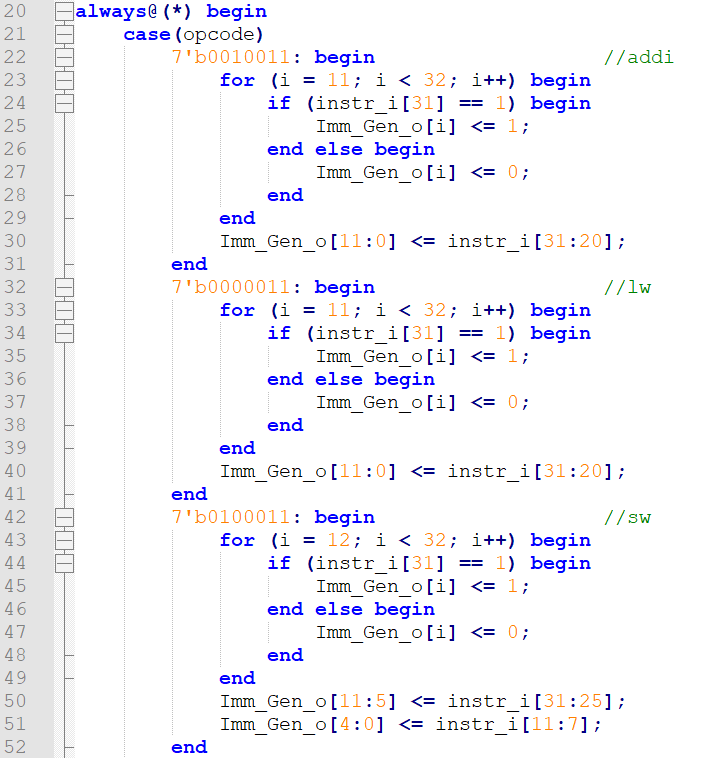 20 always@(*) begin
21 case(opcode)
22 7'b0010011: begin //addi
23 for (i = 11; i < 32; i++) begin
24 if (instr_i[31] == 1) begin
25 Imm_Gen_o[i] <= 1;
26 end else begin
27 Imm_Gen_o[i] <= 0;
28 end
29 end
30 Imm_Gen_o[11:0] <= instr_i[31:20];
31 end
32 7'b0000011: begin //lw
33 for (i = 11; i < 32; i++) begin
34 if (instr_i[31] == 1) begin
35 Imm_Gen_o[i] <= 1;
36 end else begin
37 Imm_Gen_o[i] <= 0;
38 end
39 end
40 Imm_Gen_o[11:0] <= instr_i[31:20];
41 end
42 7'b0100011: begin //sw
43 for (i = 12; i < 32; i++) begin
44 if (instr_i[31] == 1) begin
45 Imm_Gen_o[i] <= 1;
46 end else begin
47 Imm_Gen_o[i] <= 0;
48 end
49 end
50 Imm_Gen_o[11:5] <= instr_i[31:25];
51 Imm_Gen_o[4:0] <= instr_i[11:7];
52 end